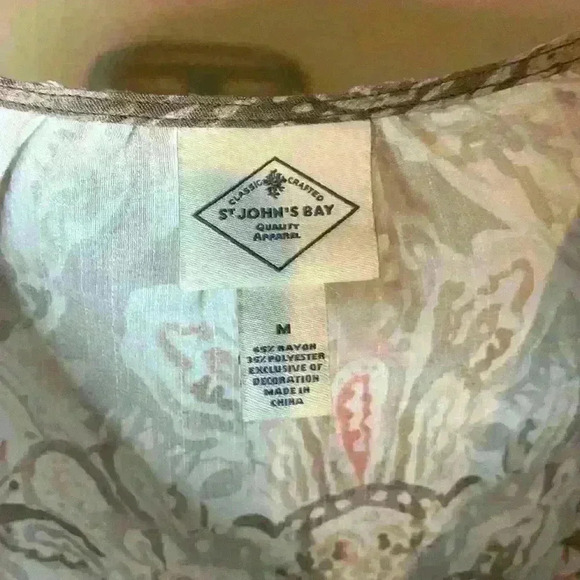 CLASSIC CRAFTED
ST JOHN'S BAY
QUALITY
APPAREL
M
65% RAYON
35% POLYESTER
EXCLUSIVE OF
DECORATION
MADE IN
CHINA